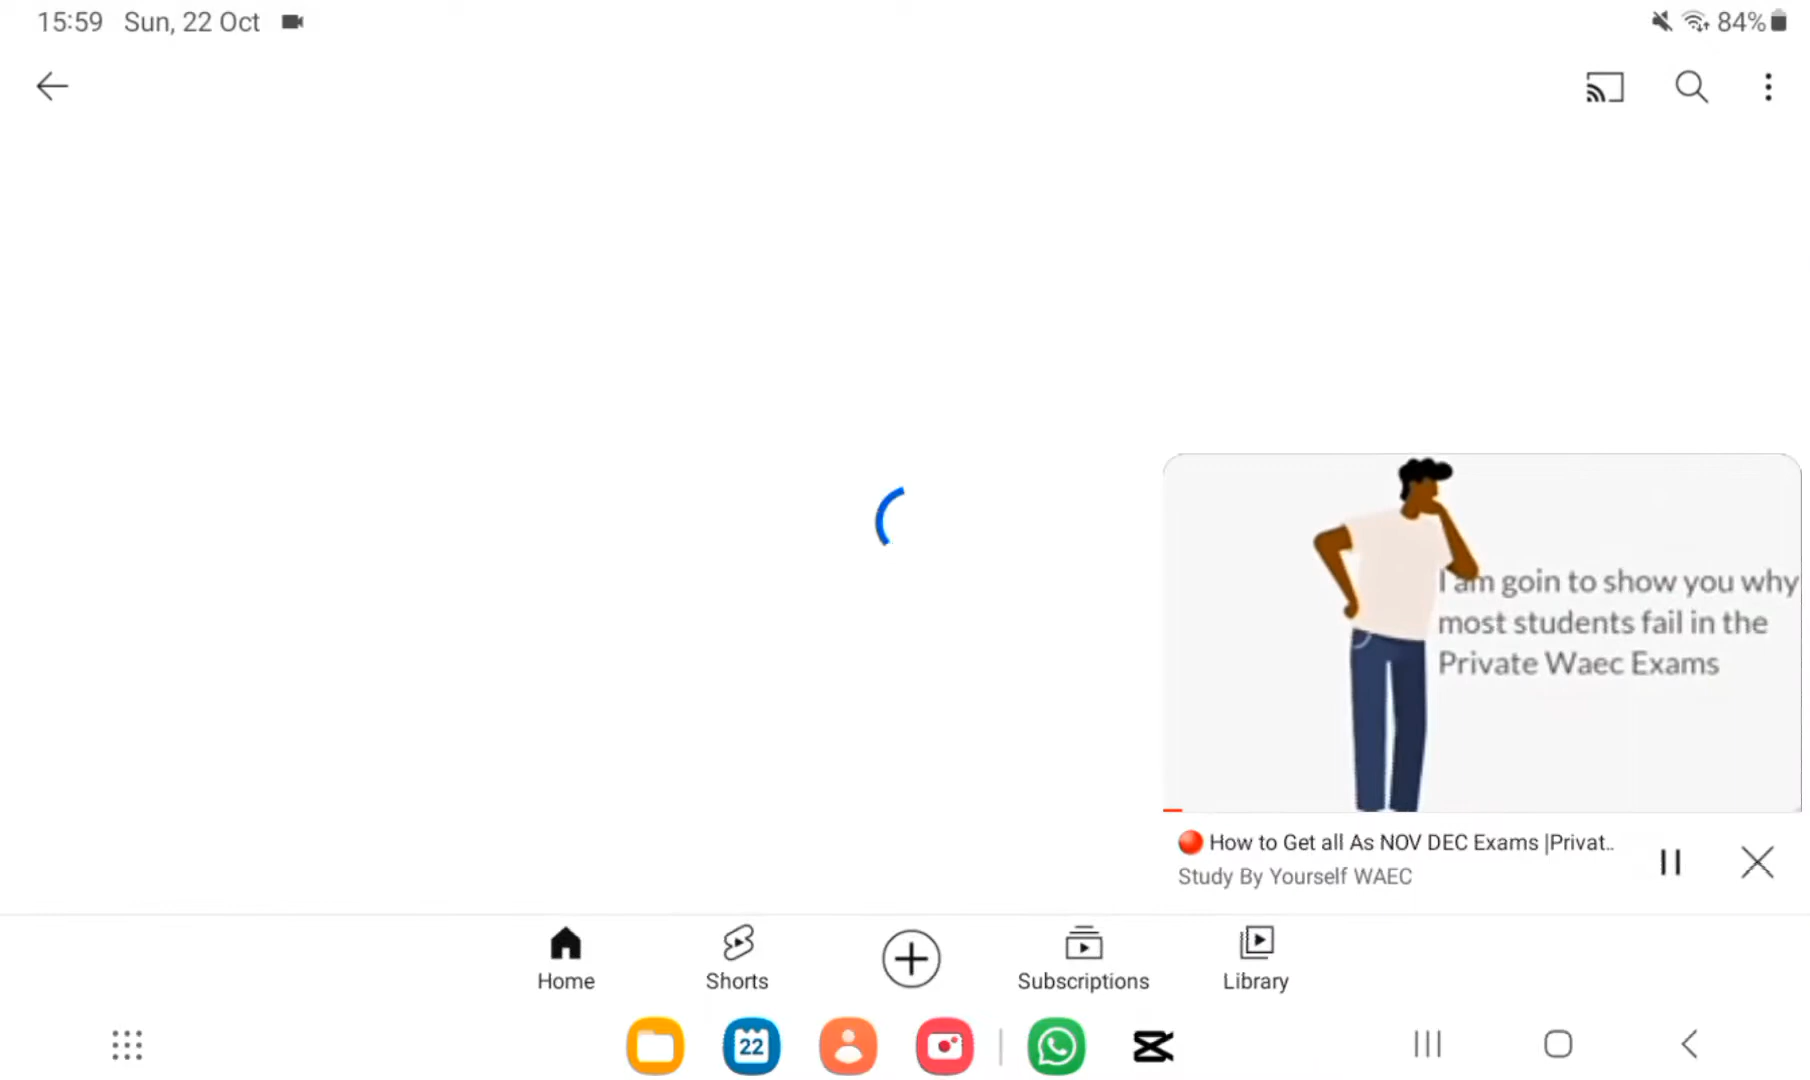 15:59 Sun, 22 Oct
84%
I am goin to show you why
most students fail in the
Private Waec Exams
How to Get all As NOV DEC Exams |Privat..
Study By Yourself WAEC
Home
Shorts
Subscriptions
Library
22